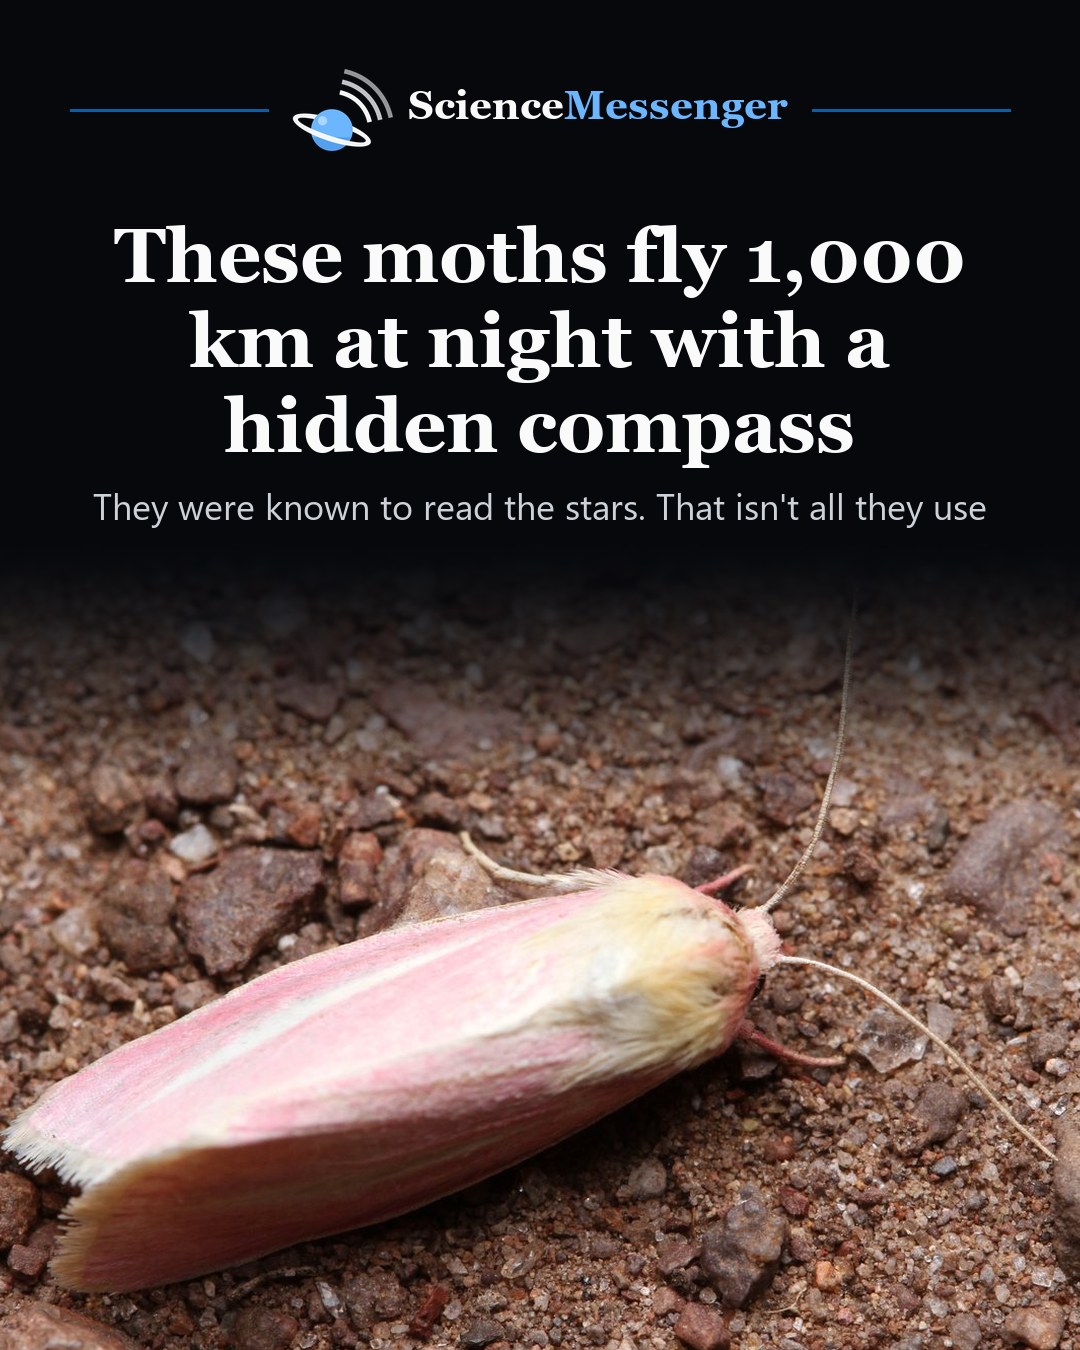 ScienceMessenger
These moths fly 1,000
km at night with a
hidden compass
They were known to read the stars. That isn't all they use